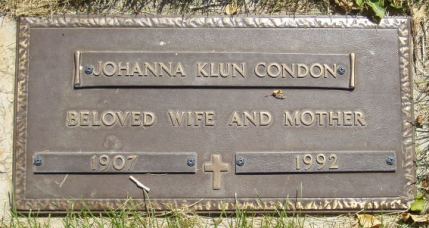 JOHANNA KLUN CONDON
BELOVED WIFE AND MOTHER
1907 1992